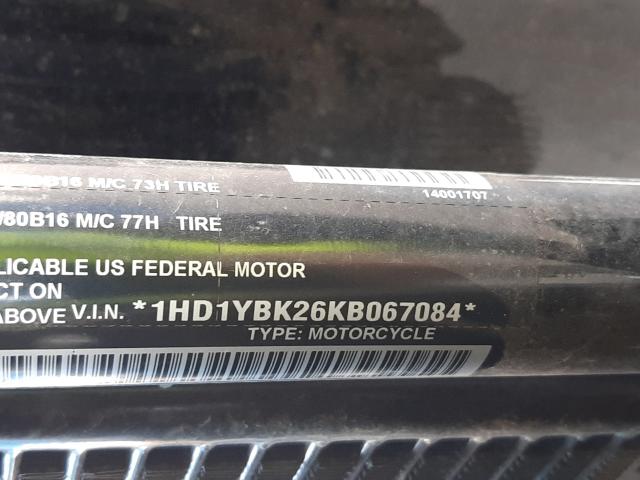 B16 M/C 73H TIRE
14001707
/80B16 M/C 77H TIRE
LICABLE US FEDERAL MOTOR
CT ON
ABOVE V.I.N. *1HD1YBK26KB067084*
TYPE: MOTORCYCLE